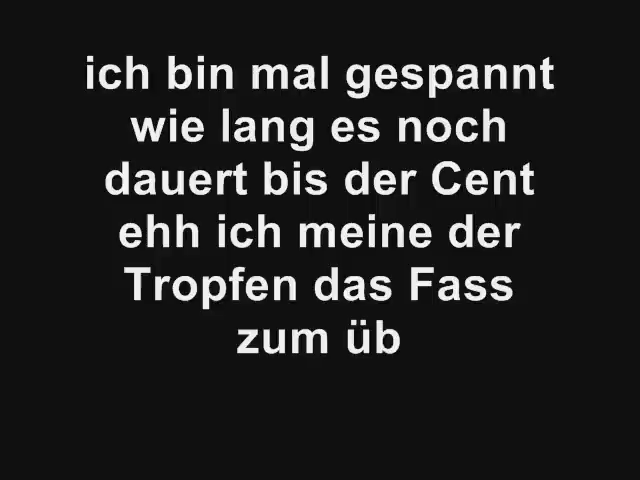 ich bin mal gespannt
wie lang es noch
dauert bis der Cent
ehh ich meine der
Tropfen das Fass
zum üb